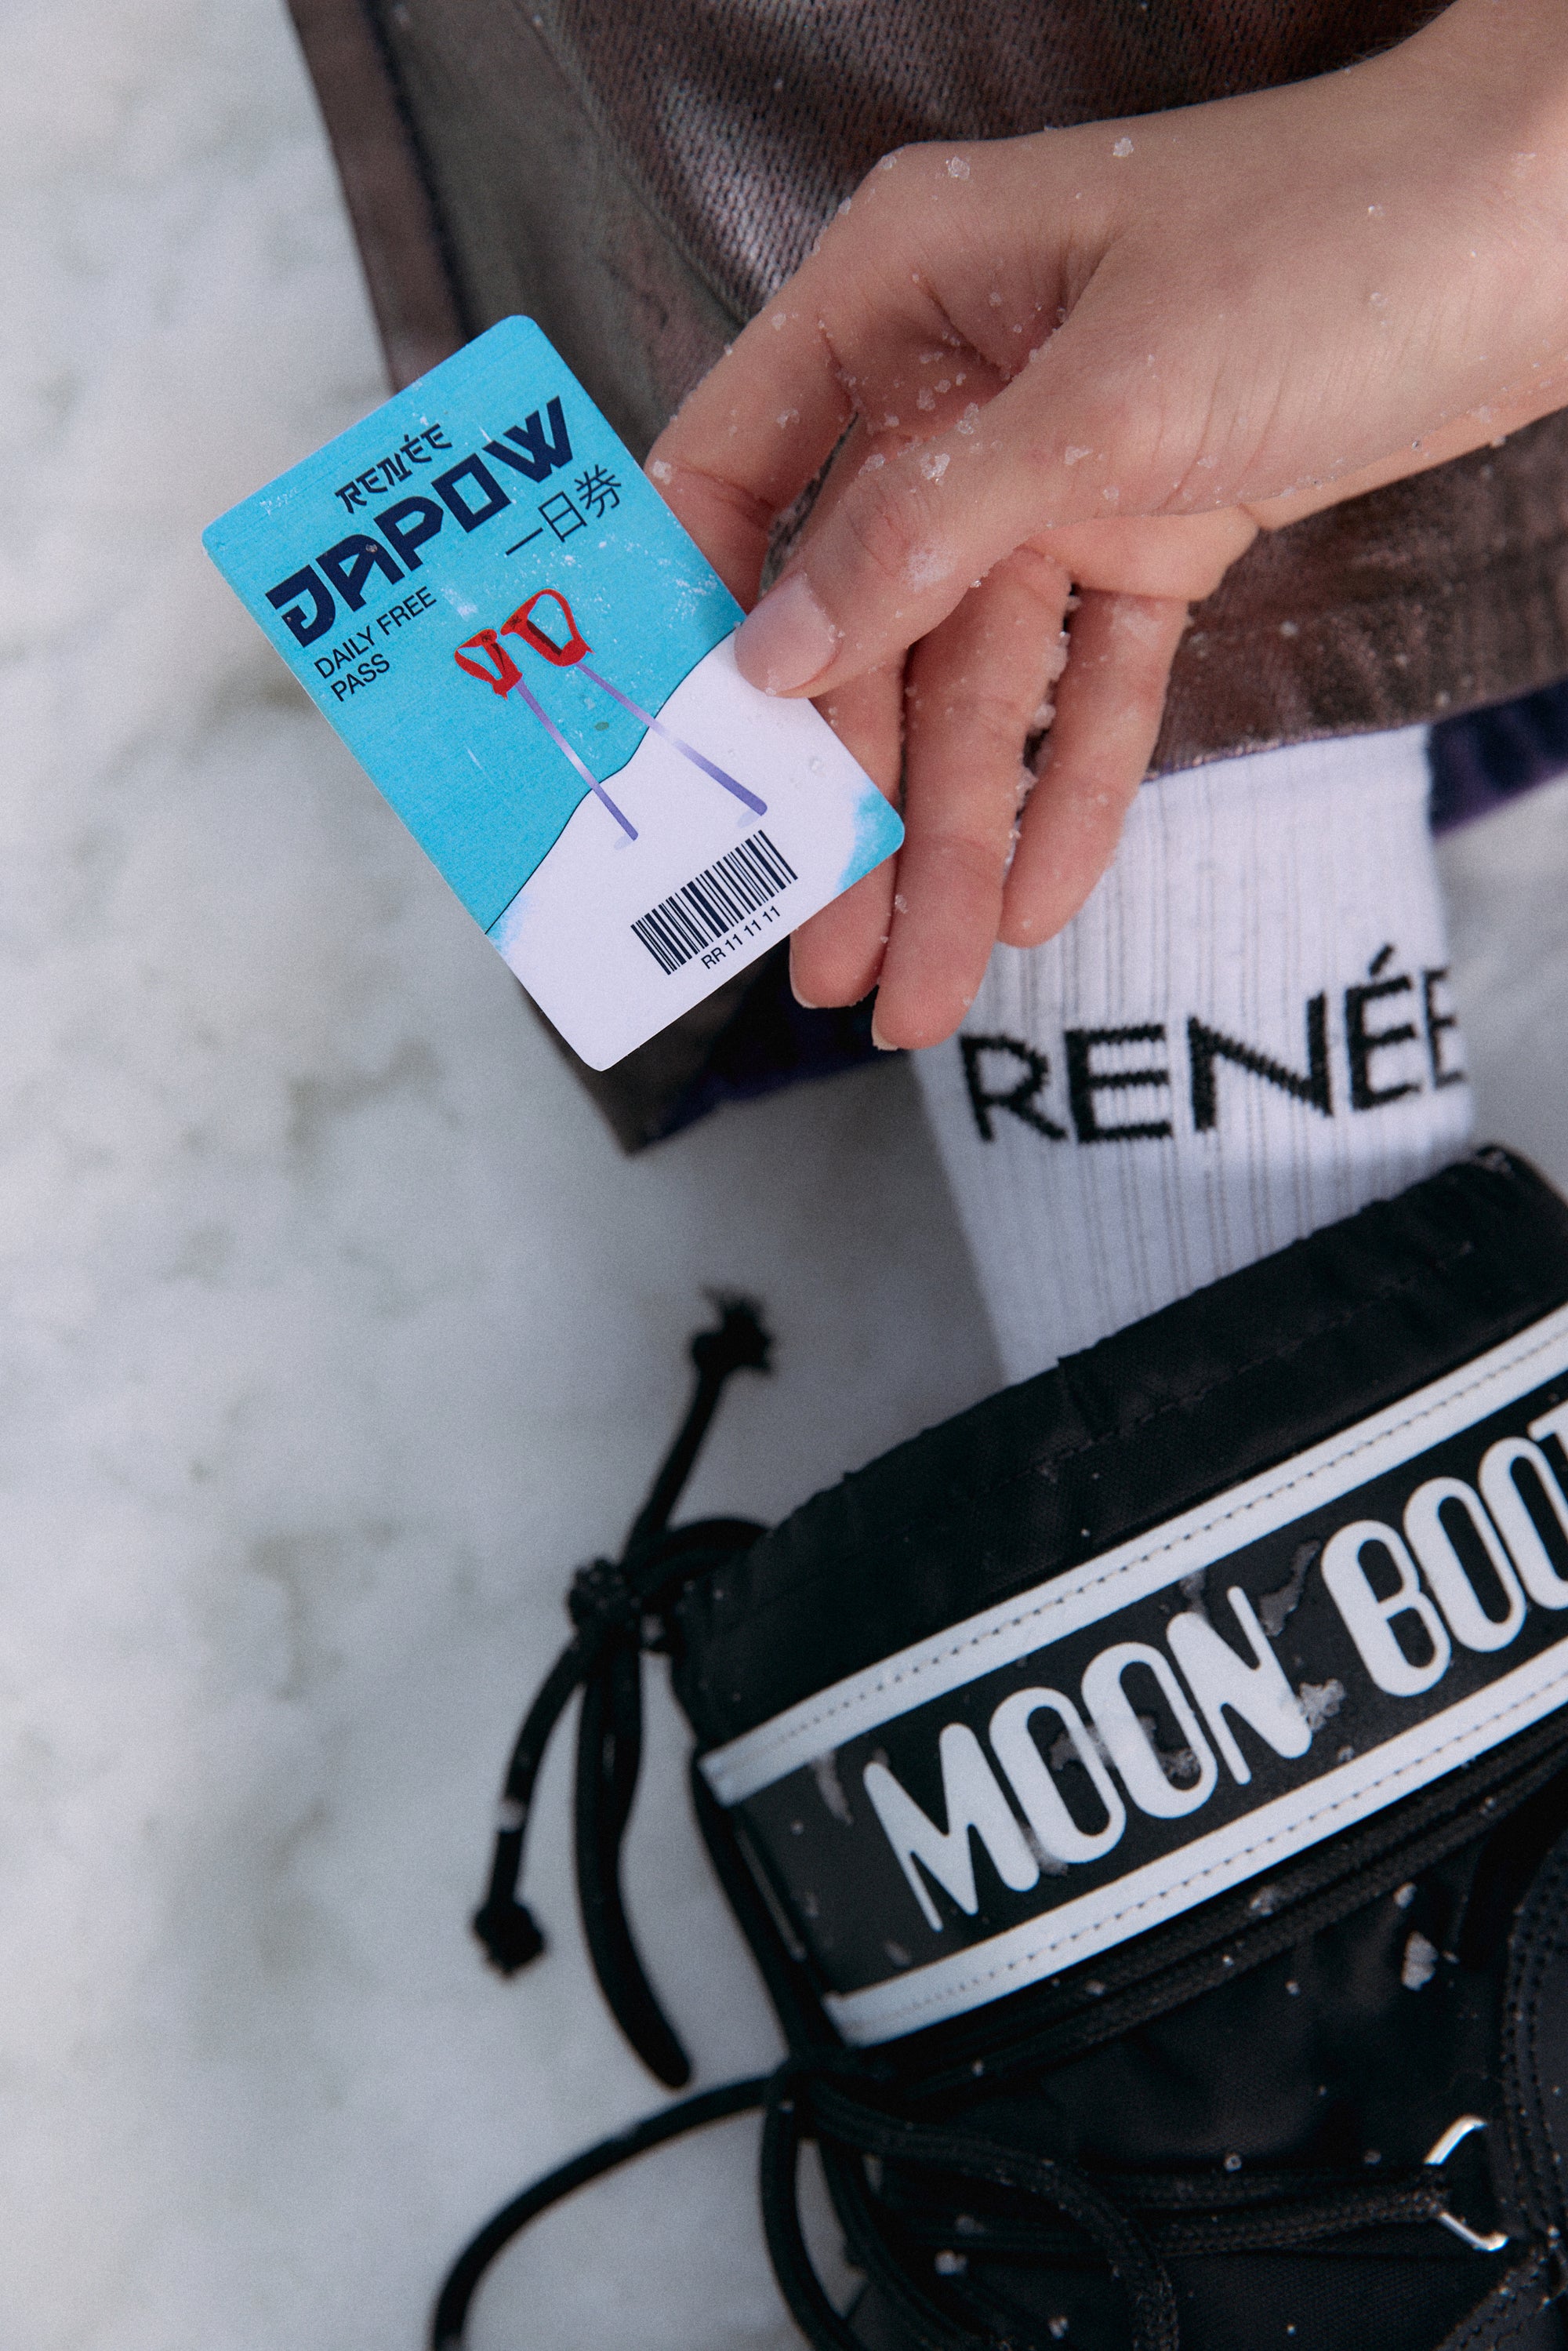 RENÉE
JAPOW
一日券
DAILY FREE
PASS
RR 11 11 11
RENÉE
MOON BOOT